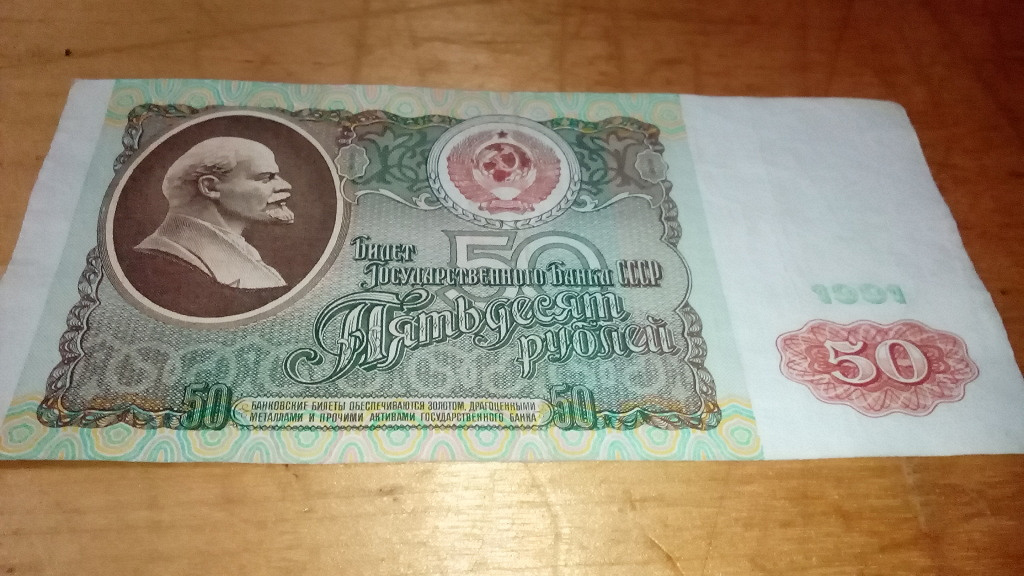 50
Билет
Государственного Банка СССР
Пятьдесят
рублей
1991
50
50
БАНКОВСКИЕ БИЛЕТЫ ОБЕСПЕЧИВАЮТСЯ ЗОЛОТОМ, ДРАГОЦЕННЫМИ
МЕТАЛЛАМИ И ПРОЧИМИ АКТИВАМИ ГОСУДАРСТВЕННОГО БАНКА
50